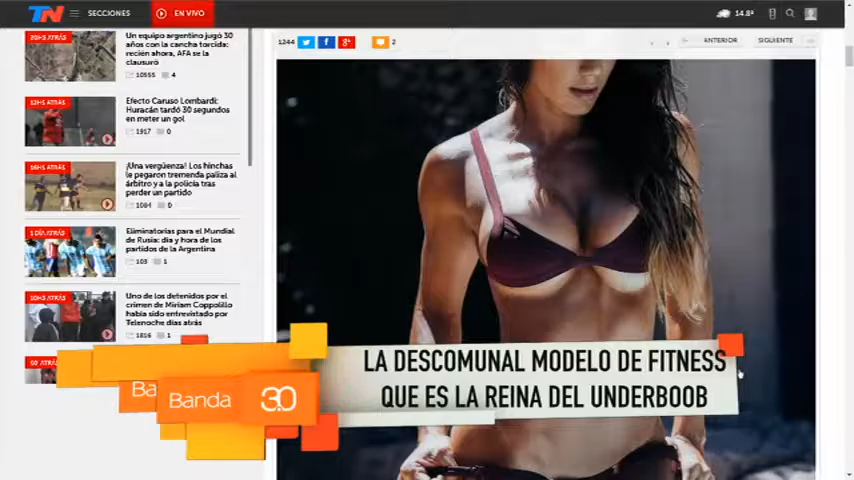 TN
SECCIONES
EN VIVO
14.8º
20HS ATRÁS
Un equipo argentino jugó 30
años con la cancha torcida:
recién ahora, AFA se la
clausuró
10555
4
12HS ATRÁS
Efecto Caruso Lombardi:
Huracán tardó 30 segundos
en meter un gol
1917
0
16HS ATRÁS
¡Una vergüenza! Los hinchas
le pegaron tremenda paliza al
árbitro y a la policía tras
perder un partido
1084
0
1 DÍA ATRÁS
Eliminatorias para el Mundial
de Rusia: día y hora de los
partidos de la Argentina
103
1
10HS ATRÁS
Uno de los detenidos por el
crimen de Miriam Coppolillo
había sido entrevistado por
Telenoche días atrás
1816
1
1244
2
ANTERIOR
SIGUIENTE
LA DESCOMUNAL MODELO DE FITNESS
QUE ES LA REINA DEL UNDERBOOB
Ba
Banda 3.0